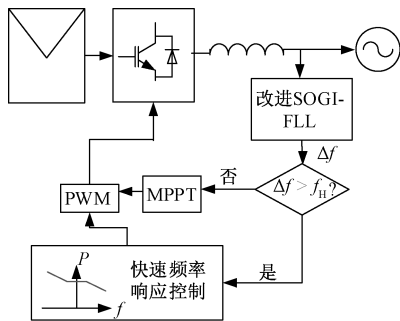 改进SOGI-
FLL
Δf
Δf > f_H?
否
MPPT
PWM
是
P
快速频率
响应控制
f